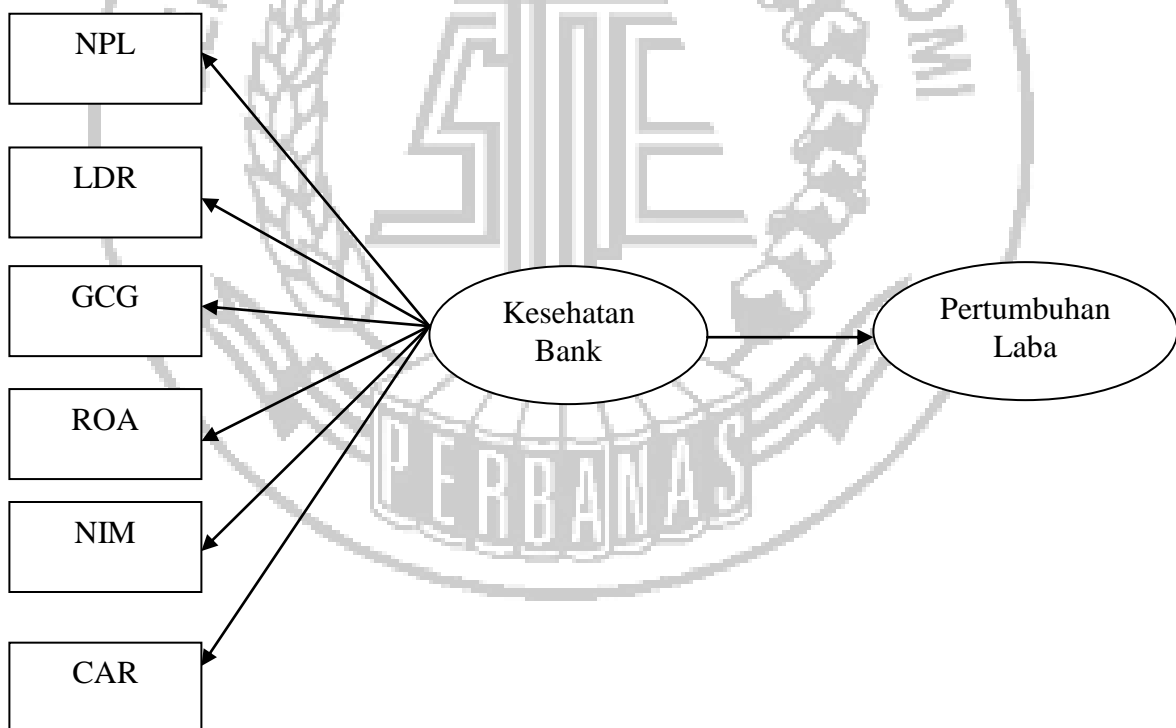 NPL
LDR
GCG
ROA
NIM
CAR
Kesehatan
Bank
Pertumbuhan
Laba
PERBANAS